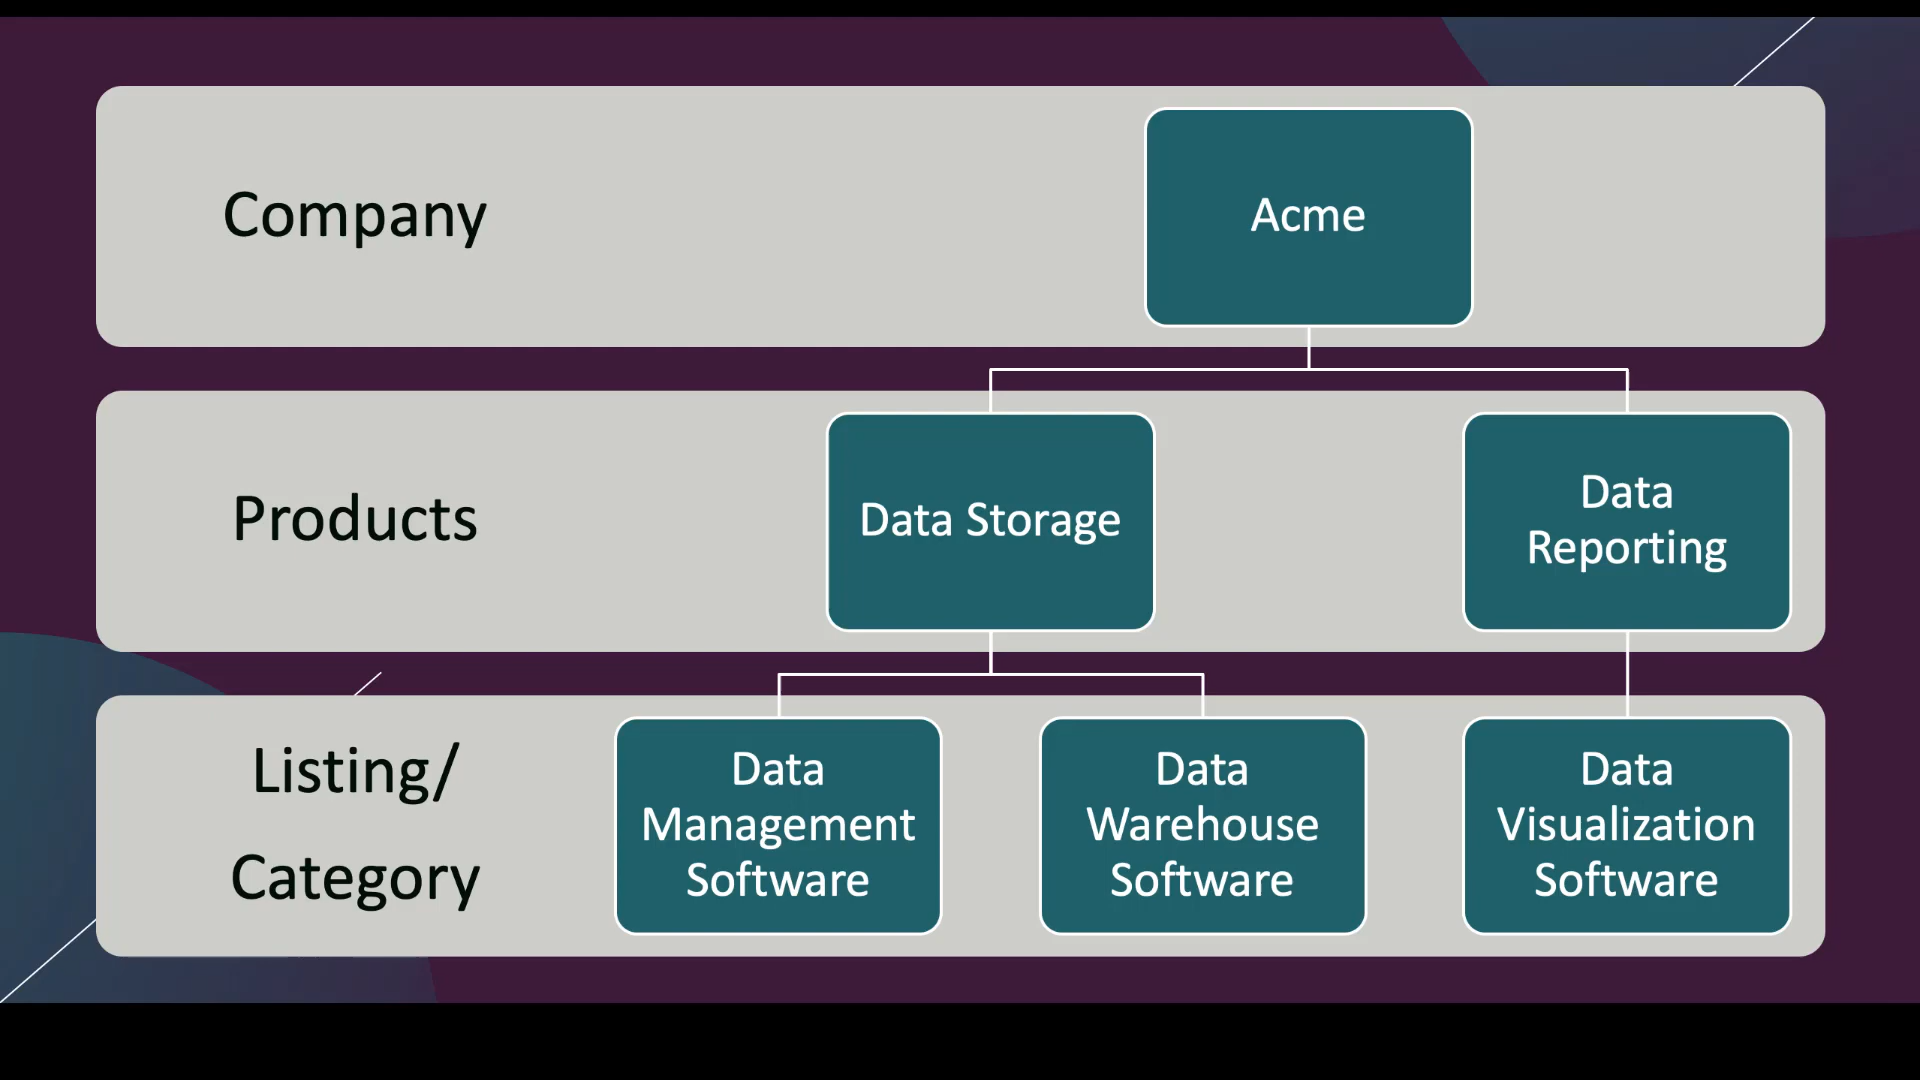 Company
Acme
Products
Data Storage
Data
Reporting
Listing/
Category
Data
Management
Software
Data
Warehouse
Software
Data
Visualization
Software